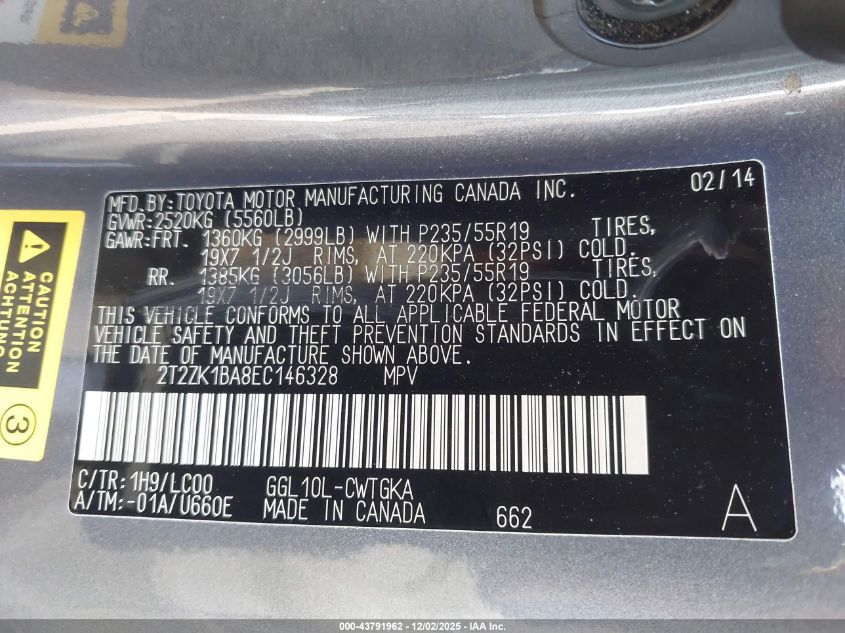 MFD.BY:TOYOTA MOTOR MANUFACTURING CANADA INC. 02/14
GVWR:2520KG (5560LB)
GAWR:FRT. 1360KG (2999LB) WITH P235/55R19 TIRES,
19X7 1/2J RIMS, AT 220KPA (32PSI) COLD.
RR. 1385KG (3056LB) WITH P235/55R19 TIRES,
19X7 1/2J RIMS, AT 220KPA (32PSI) COLD.
THIS VEHICLE CONFORMS TO ALL APPLICABLE FEDERAL MOTOR
VEHICLE SAFETY AND THEFT PREVENTION STANDARDS IN EFFECT ON
THE DATE OF MANUFACTURE SHOWN ABOVE.
2T2ZK1BA8EC146328 MPV
C/TR:1H9/LC00 GGL10L-CWTGKA
A/TM:-01A/U660E MADE IN CANADA 662 A
CAUTION
ATTENTION
ACHTUNG
3
000-43791962 - 12/02/2025 - IAA Inc.